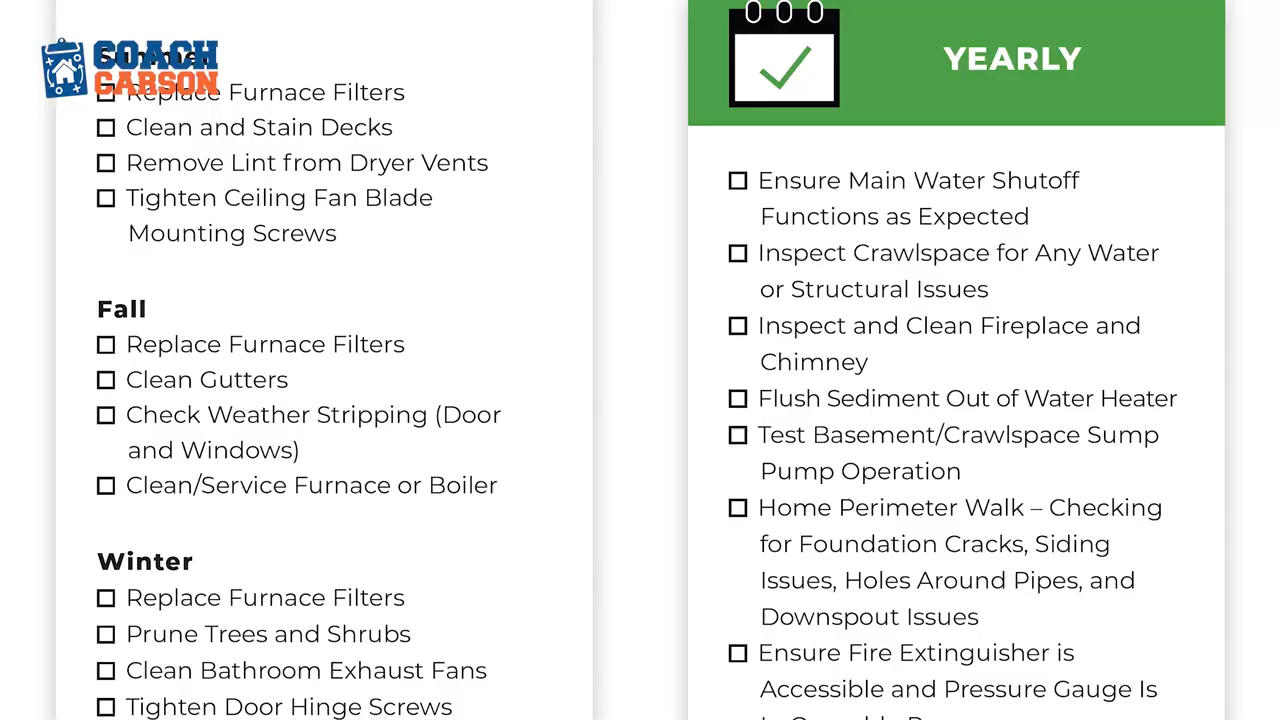 COACH
CARSON
Summer
Replace Furnace Filters
Clean and Stain Decks
Remove Lint from Dryer Vents
Tighten Ceiling Fan Blade
Mounting Screws
Fall
Replace Furnace Filters
Clean Gutters
Check Weather Stripping (Door
and Windows)
Clean/Service Furnace or Boiler
Winter
Replace Furnace Filters
Prune Trees and Shrubs
Clean Bathroom Exhaust Fans
Tighten Door Hinge Screws
YEARLY
Ensure Main Water Shutoff
Functions as Expected
Inspect Crawlspace for Any Water
or Structural Issues
Inspect and Clean Fireplace and
Chimney
Flush Sediment Out of Water Heater
Test Basement/Crawlspace Sump
Pump Operation
Home Perimeter Walk – Checking
for Foundation Cracks, Siding
Issues, Holes Around Pipes, and
Downspout Issues
Ensure Fire Extinguisher is
Accessible and Pressure Gauge Is